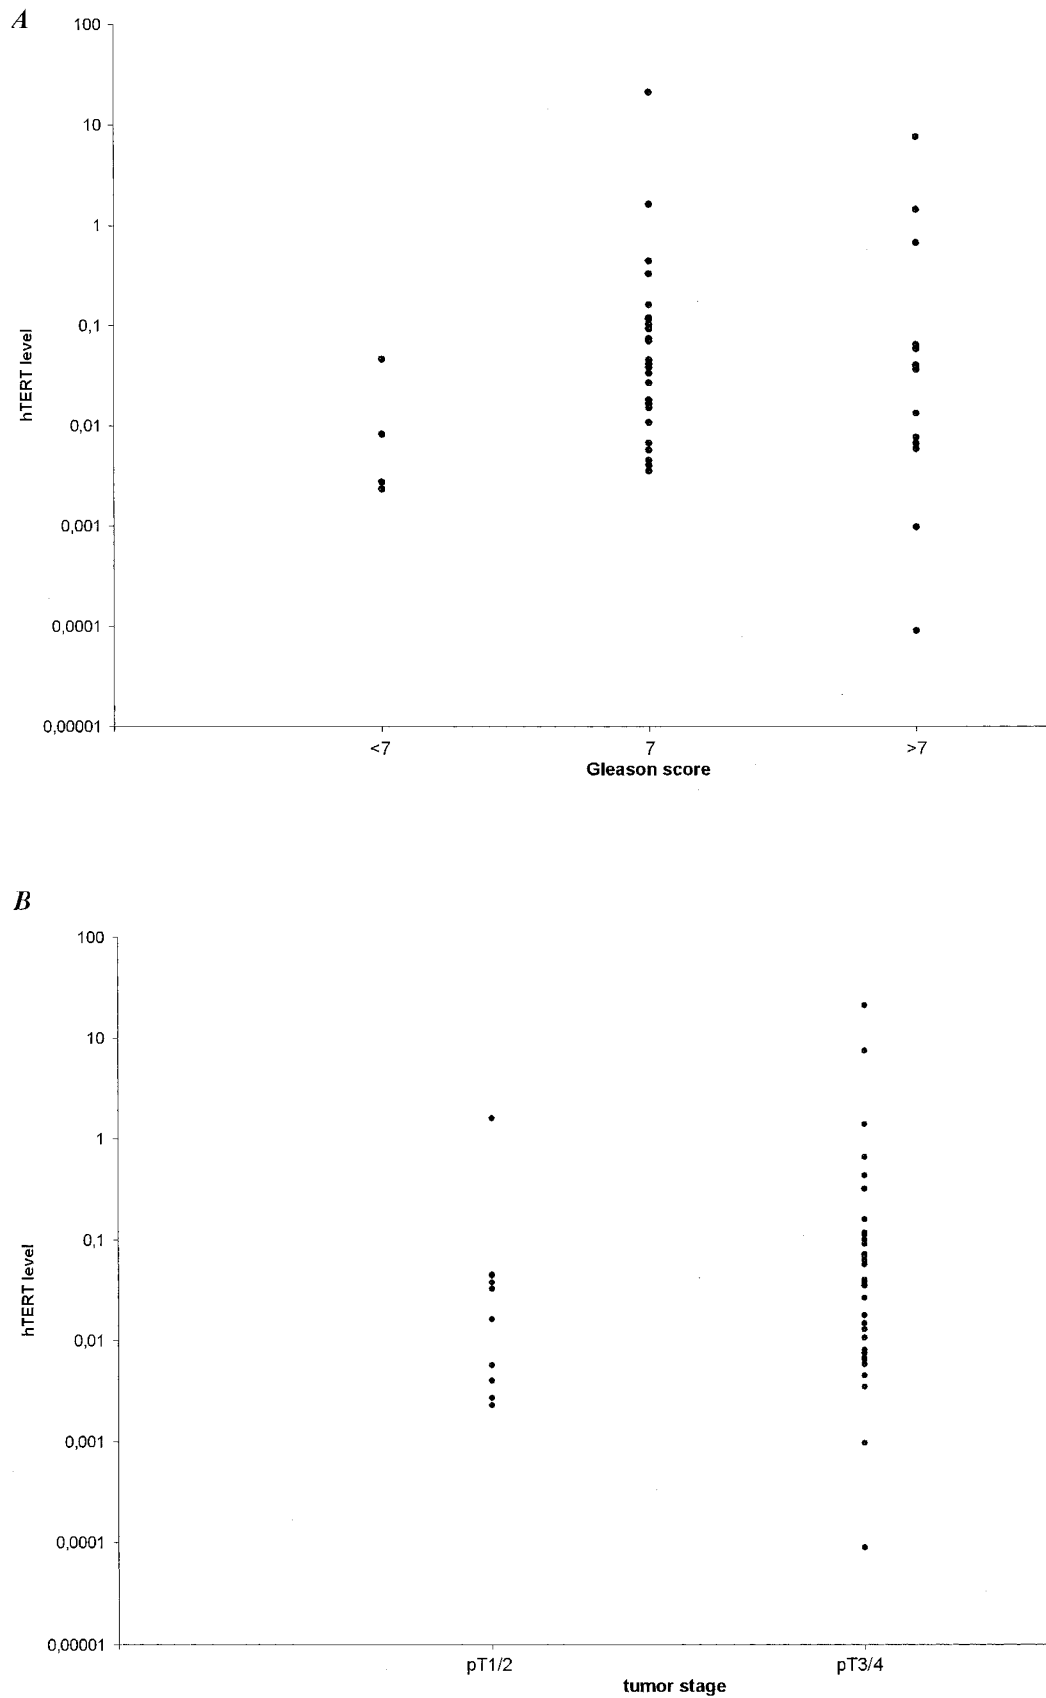 A
100
10
1
0,1
0,01
0,001
0,0001
0,00001
hTERT level
<7 7 >7
Gleason score
B
100
10
1
0,1
0,01
0,001
0,0001
0,00001
hTERT level
pT1/2 pT3/4
tumor stage